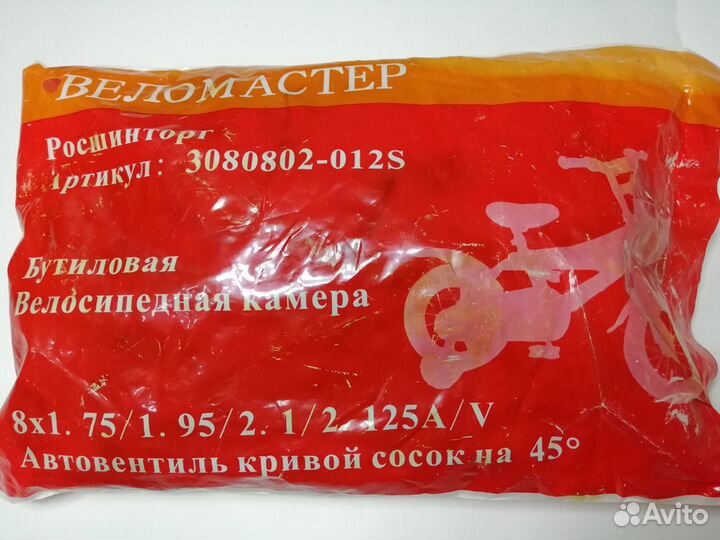 ВЕЛОМАСТЕР
Росшинторг
Артикул: 3080802-012S
Бутиловая
Велосипедная камера
8x1. 75/1. 95/2. 1/2. 125A/V
Автовентиль кривой сосок на 45°
Avito